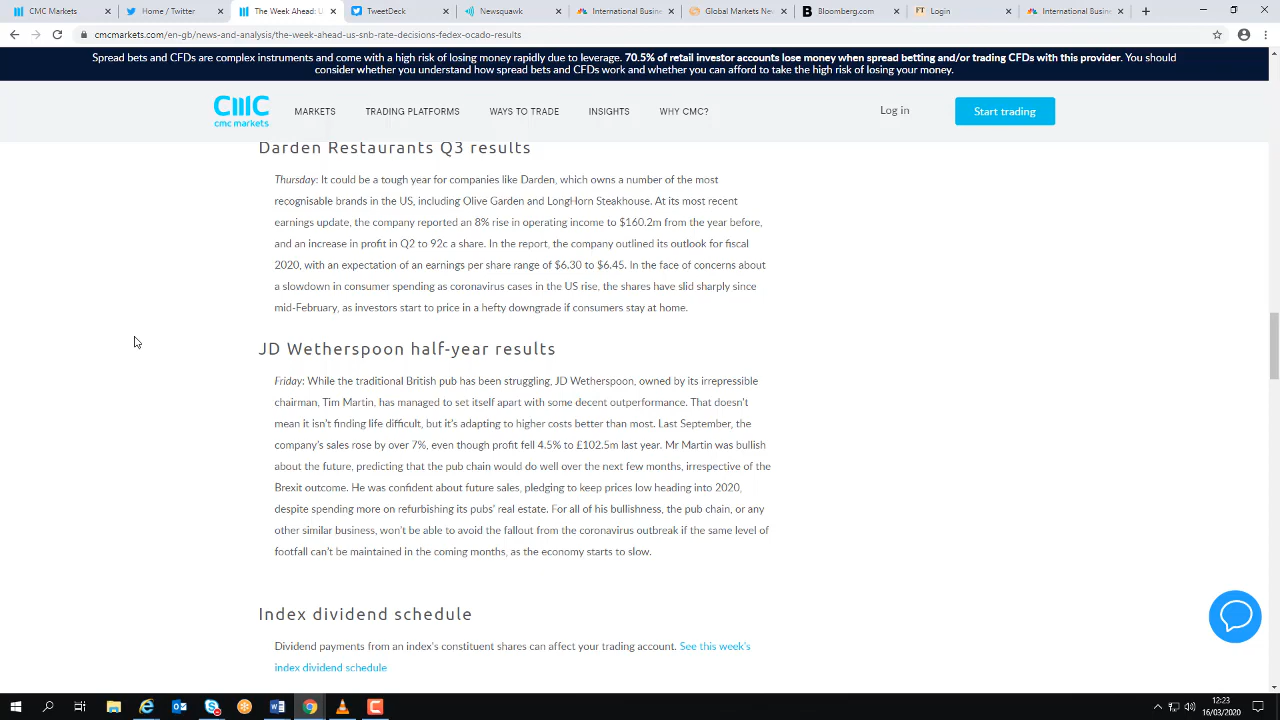 CMC Markets
Home / Twitter
The Week Ahead: U
TweetDeck
Newsquawk
International Busine
Global Markets Ne
Bloomberg.com
Login
International Busine
cmcmarkets.com/en-gb/news-and-analysis/the-week-ahead-us-snb-rate-decisions-fedex-ocado-results
Spread bets and CFDs are complex instruments and come with a high risk of losing money rapidly due to leverage. 70.5% of retail investor accounts lose money when spread betting and/or trading CFDs with this provider. You should
consider whether you understand how spread bets and CFDs work and whether you can afford to take the high risk of losing your money.
CMC
cmc markets
MARKETS
TRADING PLATFORMS
WAYS TO TRADE
INSIGHTS
WHY CMC?
Log in
Start trading
Darden Restaurants Q3 results
Thursday: It could be a tough year for companies like Darden, which owns a number of the most
recognisable brands in the US, including Olive Garden and LongHorn Steakhouse. At its most recent
earnings update, the company reported an 8% rise in operating income to $160.2m from the year before,
and an increase in profit in Q2 to 92c a share. In the report, the company outlined its outlook for fiscal
2020, with an expectation of an earnings per share range of $6.30 to $6.45. In the face of concerns about
a slowdown in consumer spending as coronavirus cases in the US rise, the shares have slid sharply since
mid-February, as investors start to price in a hefty downgrade if consumers stay at home.
JD Wetherspoon half-year results
Friday: While the traditional British pub has been struggling, JD Wetherspoon, owned by its irrepressible
chairman, Tim Martin, has managed to set itself apart with some decent outperformance. That doesn't
mean it isn't finding life difficult, but it's adapting to higher costs better than most. Last September, the
company's sales rose by over 7%, even though profit fell 4.5% to £102.5m last year. Mr Martin was bullish
about the future, predicting that the pub chain would do well over the next few months, irrespective of the
Brexit outcome. He was confident about future sales, pledging to keep prices low heading into 2020,
despite spending more on refurbishing its pubs' real estate. For all of his bullishness, the pub chain, or any
other similar business, won't be able to avoid the fallout from the coronavirus outbreak if the same level of
footfall can't be maintained in the coming months, as the economy starts to slow.
Index dividend schedule
Dividend payments from an index's constituent shares can affect your trading account. See this week's
index dividend schedule
12:23
16/03/2020